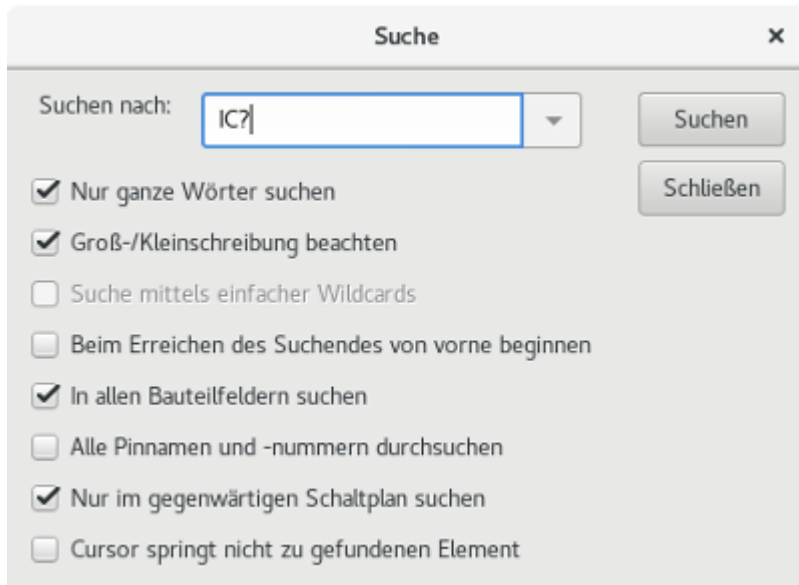 Suche
Suchen nach:
IC?
Suchen
Schließen
Nur ganze Wörter suchen
Groß-/Kleinschreibung beachten
Suche mittels einfacher Wildcards
Beim Erreichen des Suchendes von vorne beginnen
In allen Bauteilfeldern suchen
Alle Pinnamen und -nummern durchsuchen
Nur im gegenwärtigen Schaltplan suchen
Cursor springt nicht zu gefundenen Element